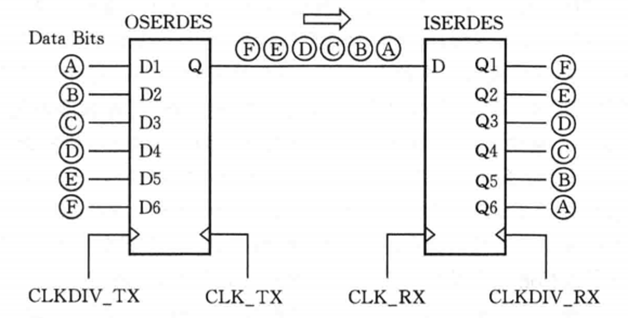 OSERDES
ISERDES
Data Bits
F E D C B A
A D1 Q D Q1 F
B D2 Q2 E
C D3 Q3 D
D D4 Q4 C
E D5 Q5 B
F D6 Q6 A
CLKDIV_TX CLK_TX CLK_RX CLKDIV_RX